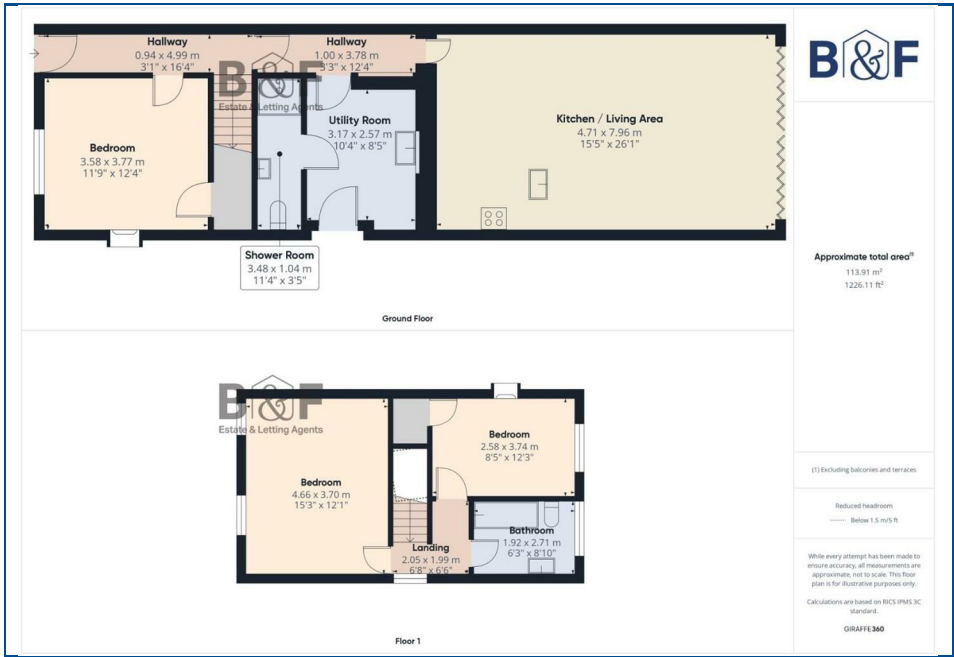 Hallway
0.94 x 4.99 m
3'1" x 16'4"
Hallway
1.00 x 3.78 m
3'3" x 12'4"
B&F
Estate & Letting Agents
Bedroom
3.58 x 3.77 m
11'9" x 12'4"
Utility Room
3.17 x 2.57 m
10'4" x 8'5"
Kitchen / Living Area
4.71 x 7.96 m
15'5" x 26'1"
Shower Room
3.48 x 1.04 m
11'4" x 3'5"
Ground Floor
B&F
Estate & Letting Agents
Bedroom
4.66 x 3.70 m
15'3" x 12'1"
Bedroom
2.58 x 3.74 m
8'5" x 12'3"
Landing
2.05 x 1.99 m
6'8" x 6'6"
Bathroom
1.92 x 2.71 m
6'3" x 8'10"
Floor 1
B&F
Approximate total area(1)
113.91 m²
1226.11 ft²
(1) Excluding balconies and terraces
Reduced headroom
Below 1.5 m/5 ft
While every attempt has been made to
ensure accuracy, all measurements are
approximate, not to scale. This floor
plan is for illustrative purposes only.
Calculations are based on RICS IPMS 3C
standard.
GIRAFFE360